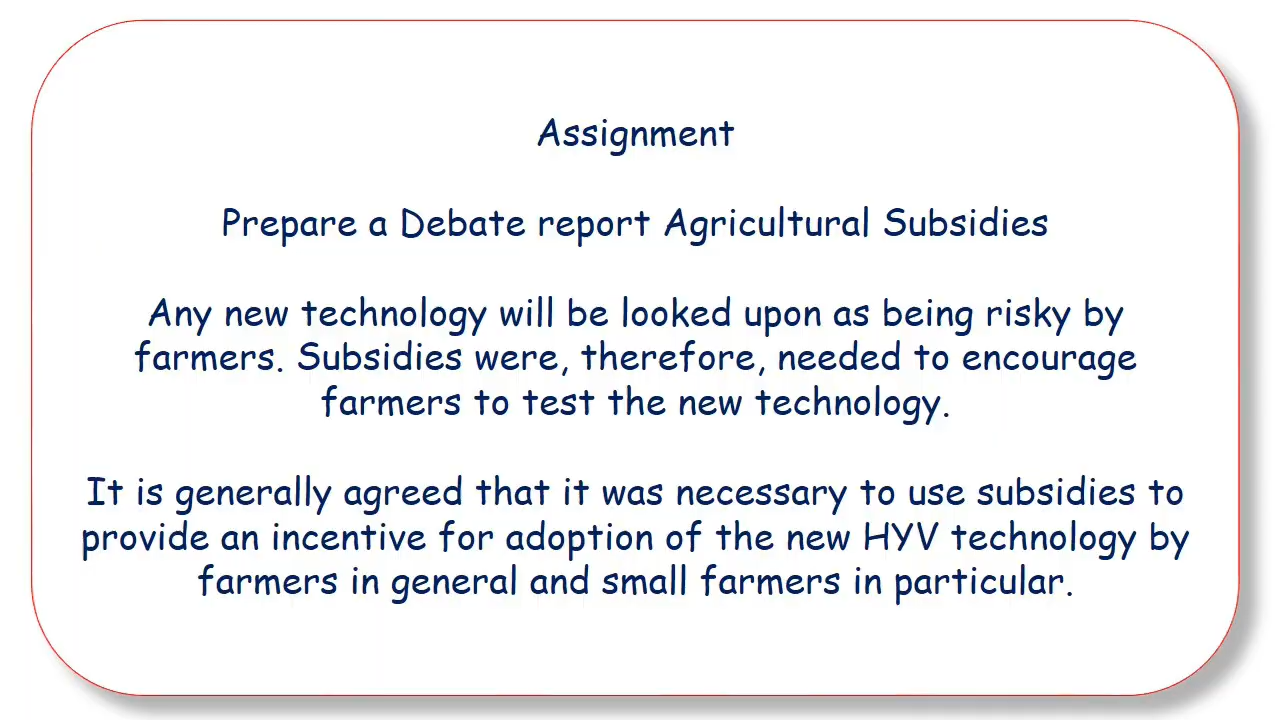 Assignment
Prepare a Debate report Agricultural Subsidies
Any new technology will be looked upon as being risky by
farmers. Subsidies were, therefore, needed to encourage
farmers to test the new technology.
It is generally agreed that it was necessary to use subsidies to
provide an incentive for adoption of the new HYV technology by
farmers in general and small farmers in particular.